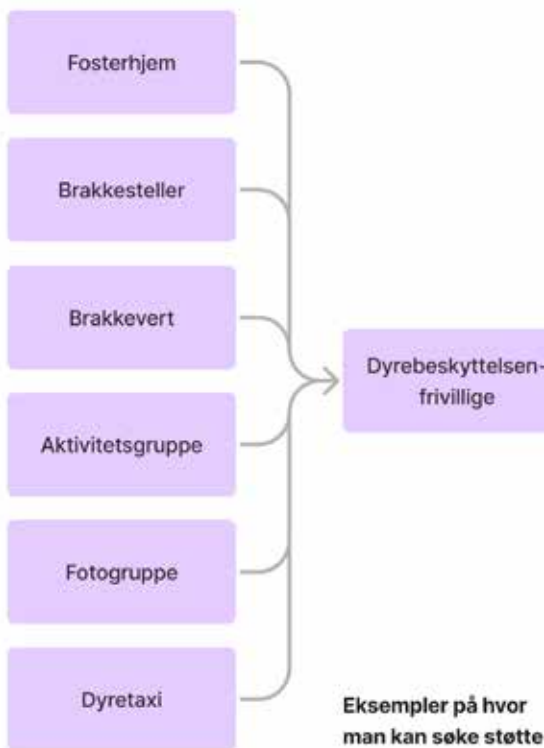 Fosterhjem
Brakkesteller
Brakkevert
Aktivitetsgruppe
Fotogruppe
Dyretaxi
Dyrebeskyttelsen-
frivillige
Eksempler på hvor
man kan søke støtte